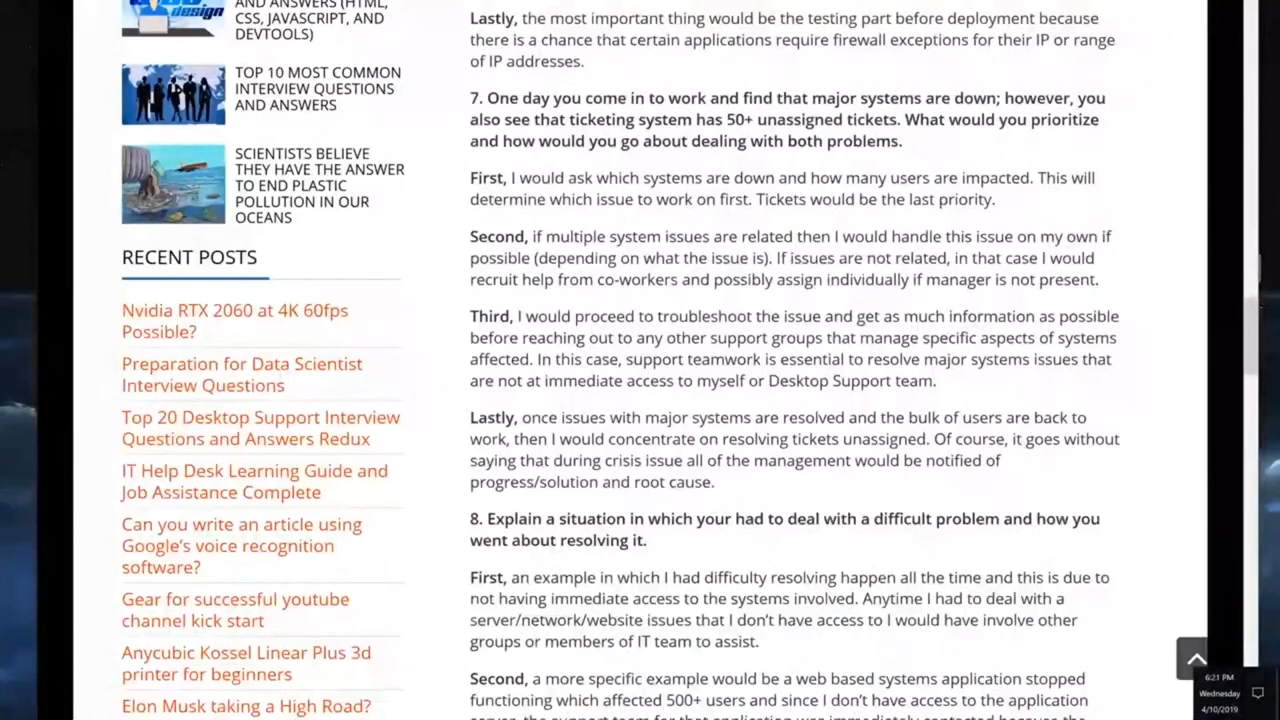 design
AND ANSWERS (HTML,
CSS, JAVASCRIPT, AND
DEVTOOLS)
TOP 10 MOST COMMON
INTERVIEW QUESTIONS
AND ANSWERS
SCIENTISTS BELIEVE
THEY HAVE THE ANSWER
TO END PLASTIC
POLLUTION IN OUR
OCEANS
RECENT POSTS
Nvidia RTX 2060 at 4K 60fps
Possible?
Preparation for Data Scientist
Interview Questions
Top 20 Desktop Support Interview
Questions and Answers Redux
IT Help Desk Learning Guide and
Job Assistance Complete
Can you write an article using
Google's voice recognition
software?
Gear for successful youtube
channel kick start
Anycubic Kossel Linear Plus 3d
printer for beginners
Elon Musk taking a High Road?
Lastly, the most important thing would be the testing part before deployment because
there is a chance that certain applications require firewall exceptions for their IP or range
of IP addresses.
7. One day you come in to work and find that major systems are down; however, you
also see that ticketing system has 50+ unassigned tickets. What would you prioritize
and how would you go about dealing with both problems.
First, I would ask which systems are down and how many users are impacted. This will
determine which issue to work on first. Tickets would be the last priority.
Second, if multiple system issues are related then I would handle this issue on my own if
possible (depending on what the issue is). If issues are not related, in that case I would
recruit help from co-workers and possibly assign individually if manager is not present.
Third, I would proceed to troubleshoot the issue and get as much information as possible
before reaching out to any other support groups that manage specific aspects of systems
affected. In this case, support teamwork is essential to resolve major systems issues that
are not at immediate access to myself or Desktop Support team.
Lastly, once issues with major systems are resolved and the bulk of users are back to
work, then I would concentrate on resolving tickets unassigned. Of course, it goes without
saying that during crisis issue all of the management would be notified of
progress/solution and root cause.
8. Explain a situation in which your had to deal with a difficult problem and how you
went about resolving it.
First, an example in which I had difficulty resolving happen all the time and this is due to
not having immediate access to the systems involved. Anytime I had to deal with a
server/network/website issues that I don't have access to I would have involve other
groups or members of IT team to assist.
Second, a more specific example would be a web based systems application stopped
functioning which affected 500+ users and since I don't have access to the application
server, the support team for that application was immediately contacted because the
6:21 PM
Wednesday
4/10/2019